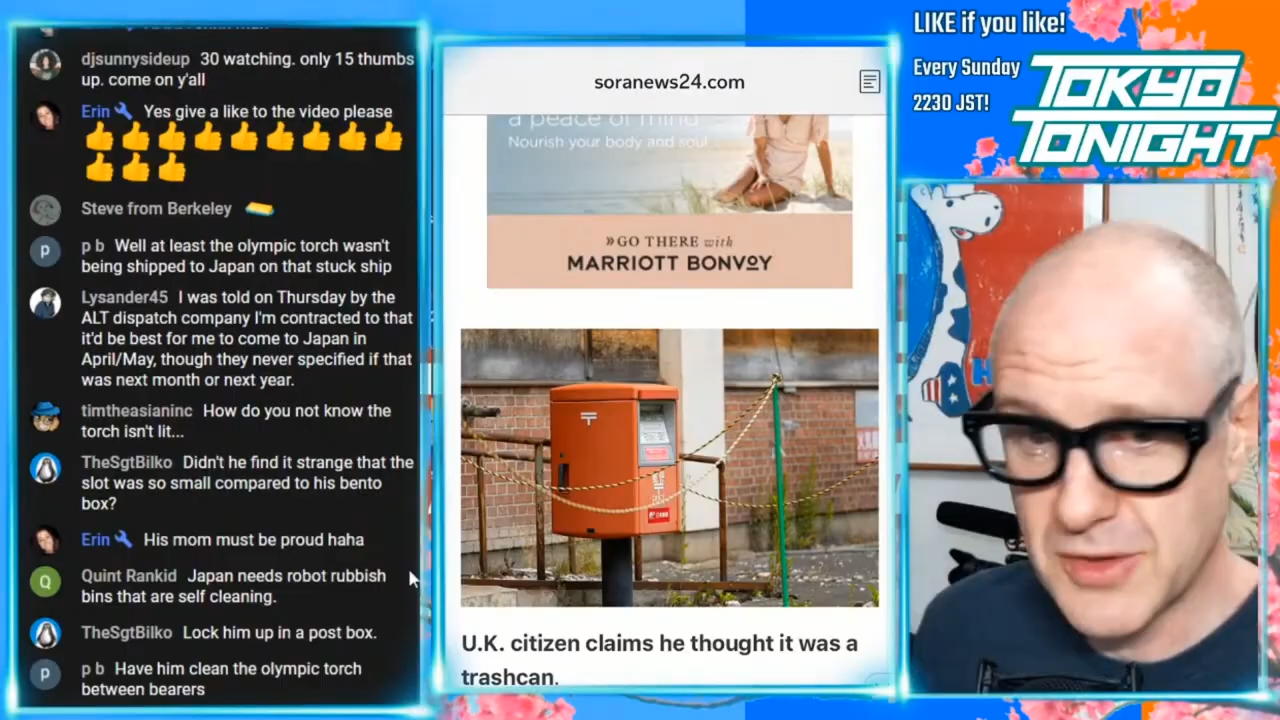 djsunnysideup 30 watching. only 15 thumbs
up. come on y'all
Erin Yes give a like to the video please
Steve from Berkeley
p b Well at least the olympic torch wasn't
being shipped to Japan on that stuck ship
Lysander45 I was told on Thursday by the
ALT dispatch company I'm contracted to that
it'd be best for me to come to Japan in
April/May, though they never specified if that
was next month or next year.
timtheasianinc How do you not know the
torch isn't lit...
TheSgtBilko Didn't he find it strange that the
slot was so small compared to his bento
box?
Erin His mom must be proud haha
Q
Quint Rankid Japan needs robot rubbish
bins that are self cleaning.
TheSgtBilko Lock him up in a post box.
p b Have him clean the olympic torch
between bearers
soranews24.com
a peace of mind
Nourish your body and soul
»GO THERE with
MARRIOTT BONVOY
〒
U.K. citizen claims he thought it was a
trashcan.
LIKE if you like!
Every Sunday
2230 JST!
TOKYO
TONIGHT